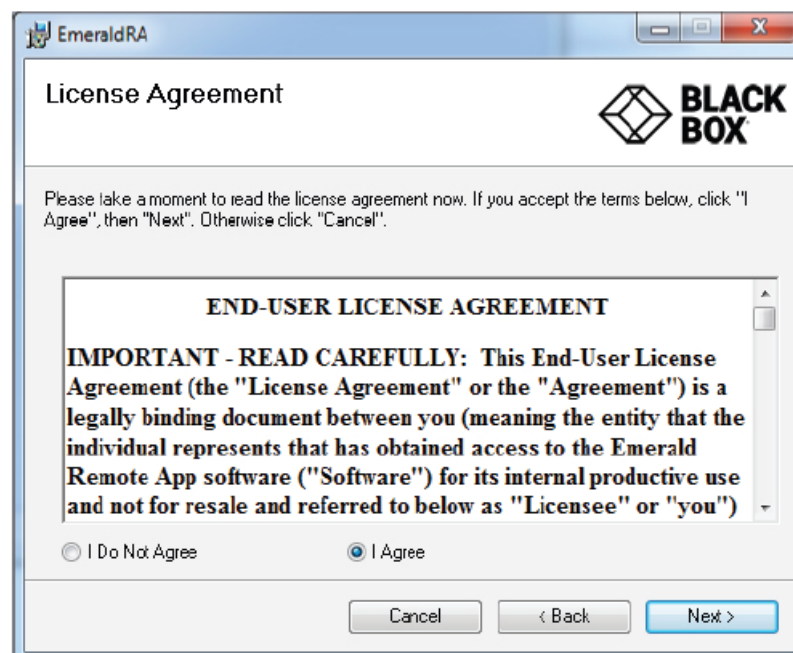 EmeraldRA
License Agreement
BLACK
BOX
Please take a moment to read the license agreement now. If you accept the terms below, click "I
Agree", then "Next". Otherwise click "Cancel".
END-USER LICENSE AGREEMENT
IMPORTANT - READ CAREFULLY: This End-User License
Agreement (the "License Agreement" or the "Agreement") is a
legally binding document between you (meaning the entity that the
individual represents that has obtained access to the Emerald
Remote App software ("Software") for its internal productive use
and not for resale and referred to below as "Licensee" or "you")
I Do Not Agree
I Agree
Cancel
< Back
Next >